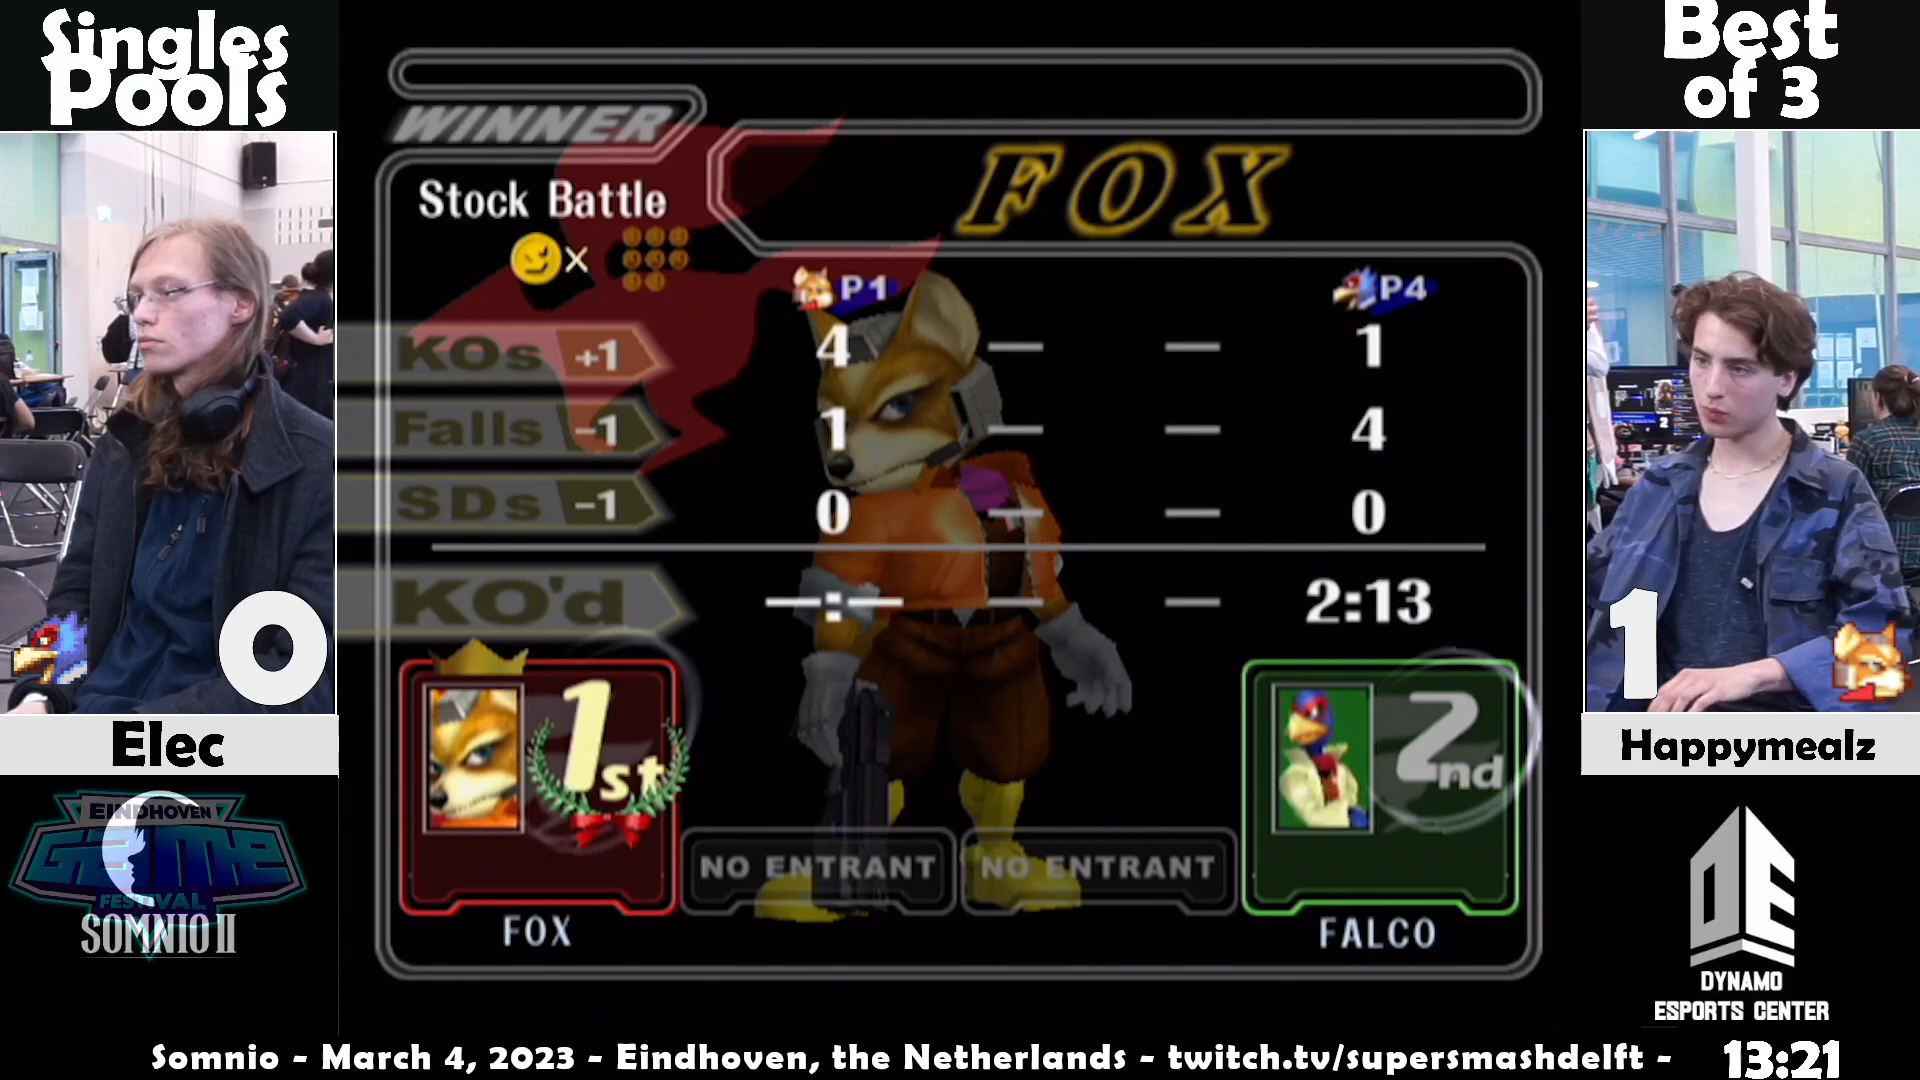 Singles
Pools
Best
of 3
WINNER
FOX
Stock Battle
×
P1
P4
KOs +1
4
1
Falls -1
1
4
SDs -1
0
0
KO'd
-:-
2:13
1st
2nd
NO ENTRANT
NO ENTRANT
FOX
FALCO
0
Elec
1
Happymealz
EINDHOVEN
GAME
FESTIVAL
SOMNIO II
DE
DYNAMO
ESPORTS CENTER
Somnio - March 4, 2023 - Eindhoven, the Netherlands - twitch.tv/supersmashdelft -
13:21